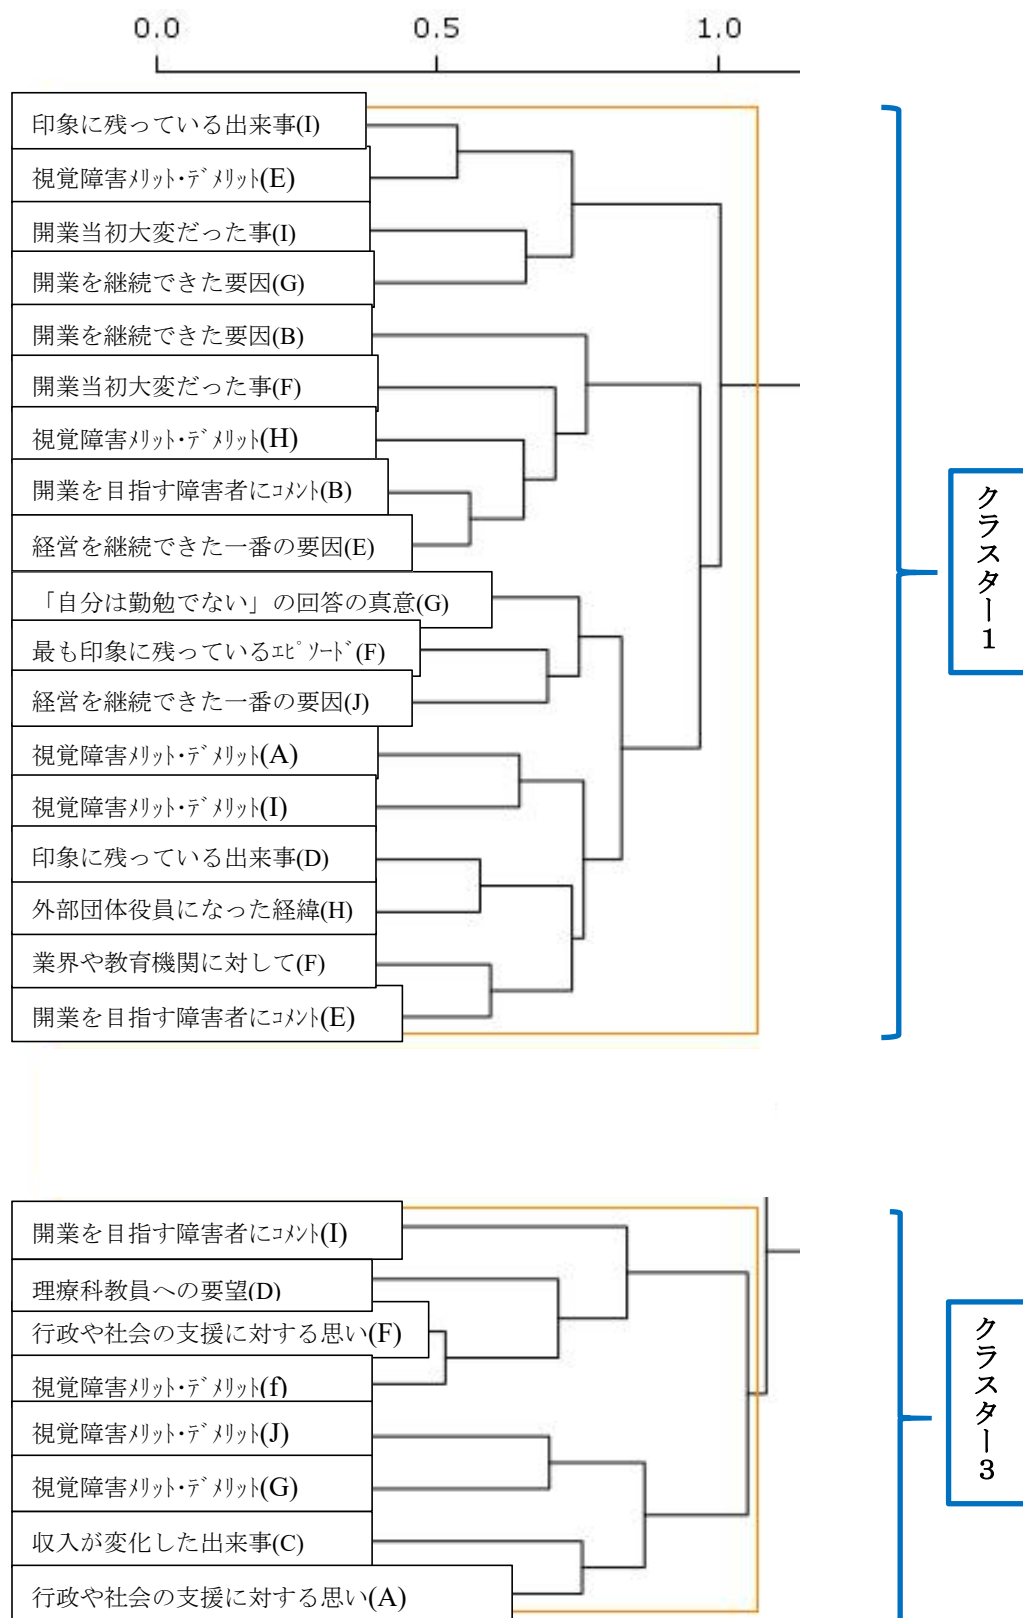 0.0 0.5 1.0
印象に残っている出来事(I)
視覚障害ﾒﾘｯﾄ・ﾃﾞﾒﾘｯﾄ(E)
開業当初大変だった事(I)
開業を継続できた要因(G)
開業を継続できた要因(B)
開業当初大変だった事(F)
視覚障害ﾒﾘｯﾄ・ﾃﾞﾒﾘｯﾄ(H)
開業を目指す障害者にｺﾒﾝﾄ(B)
経営を継続できた一番の要因(E)
「自分は勤勉でない」の回答の真意(G)
最も印象に残っているｴﾋﾟｿｰﾄﾞ(F)
経営を継続できた一番の要因(J)
視覚障害ﾒﾘｯﾄ・ﾃﾞﾒﾘｯﾄ(A)
視覚障害ﾒﾘｯﾄ・ﾃﾞﾒﾘｯﾄ(I)
印象に残っている出来事(D)
外部団体役員になった経緯(H)
業界や教育機関に対して(F)
開業を目指す障害者にｺﾒﾝﾄ(E)
クラスター1
開業を目指す障害者にｺﾒﾝﾄ(I)
理療科教員への要望(D)
行政や社会の支援に対する思い(F)
視覚障害ﾒﾘｯﾄ・ﾃﾞﾒﾘｯﾄ(f)
視覚障害ﾒﾘｯﾄ・ﾃﾞﾒﾘｯﾄ(J)
視覚障害ﾒﾘｯﾄ・ﾃﾞﾒﾘｯﾄ(G)
収入が変化した出来事(C)
行政や社会の支援に対する思い(A)
クラスター3